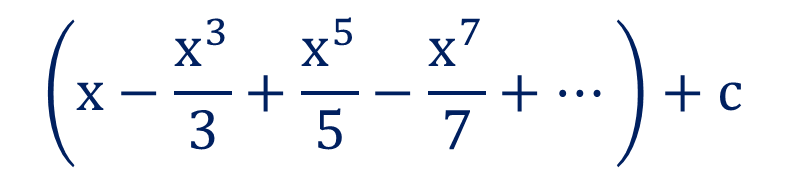 (x − x³/3 + x⁵/5 − x⁷/7 + ⋯) + c